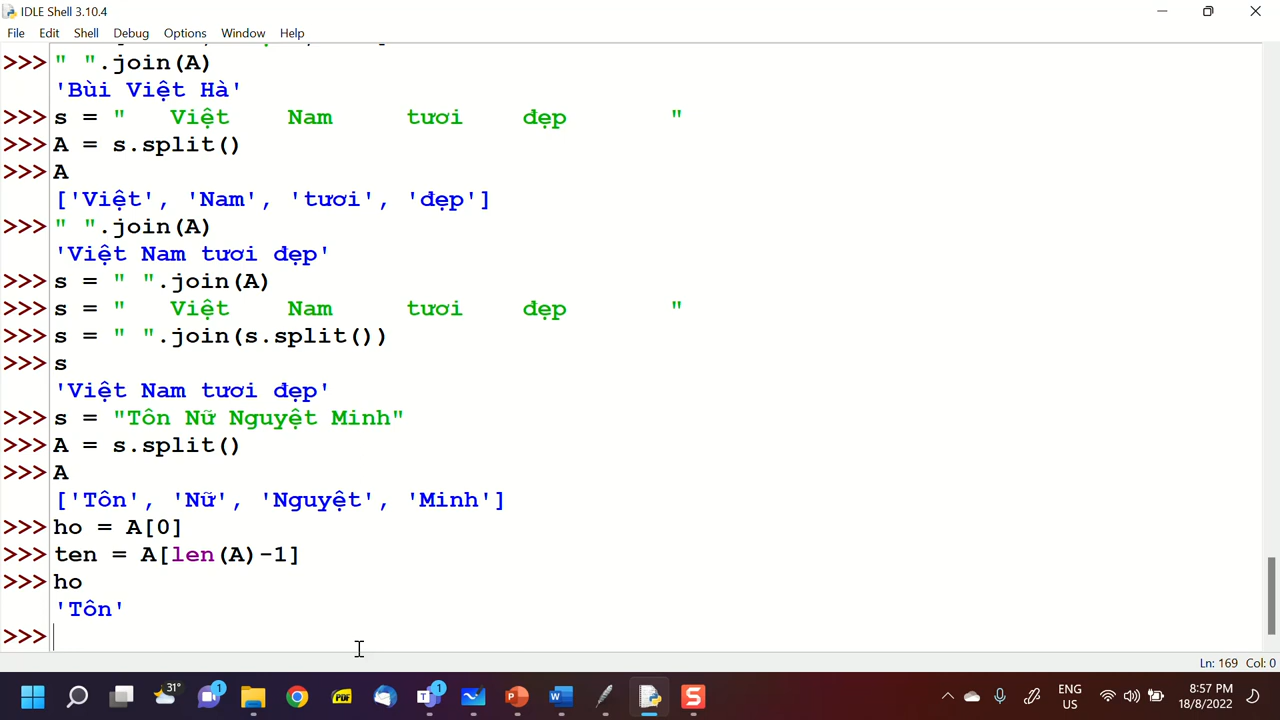 IDLE Shell 3.10.4
File Edit Shell Debug Options Window Help
>>> " ".join(A)
'Bùi Việt Hà'
>>> s = "   Việt    Nam     tươi    đẹp       "
>>> A = s.split()
>>> A
['Việt', 'Nam', 'tươi', 'đẹp']
>>> " ".join(A)
'Việt Nam tươi đẹp'
>>> s = " ".join(A)
>>> s = "   Việt    Nam     tươi    đẹp       "
>>> s = " ".join(s.split())
>>> s
'Việt Nam tươi đẹp'
>>> s = "Tôn Nữ Nguyệt Minh"
>>> A = s.split()
>>> A
['Tôn', 'Nữ', 'Nguyệt', 'Minh']
>>> ho = A[0]
>>> ten = A[len(A)-1]
>>> ho
'Tôn'
>>>
Ln: 169 Col: 0
31°
1
PDF
1
ENG
US
8:57 PM
18/8/2022